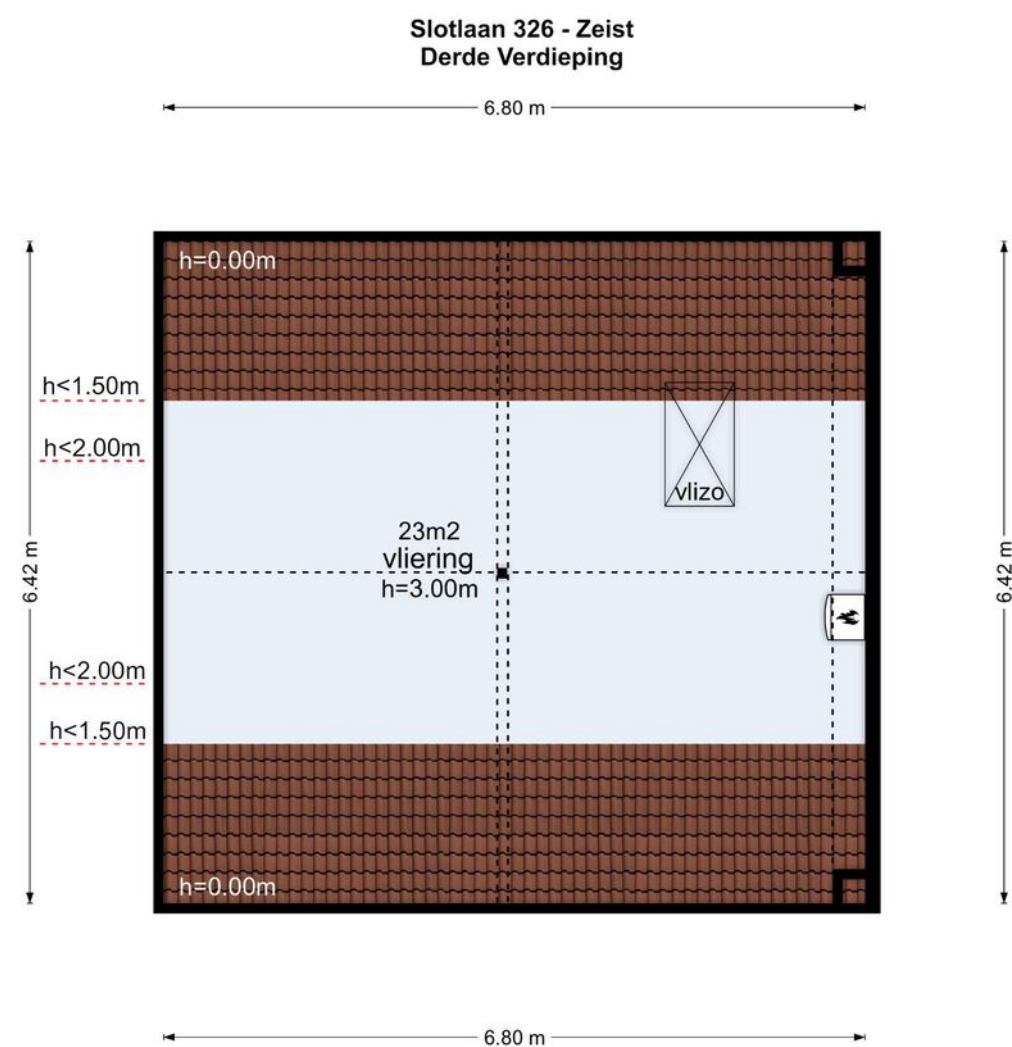 Slotlaan 326 - Zeist
Derde Verdieping
6.80 m
h=0.00m
h<1.50m
h<2.00m
vlizo
23m2
vliering
h=3.00m
6.42 m
6.42 m
h<2.00m
h<1.50m
h=0.00m
6.80 m